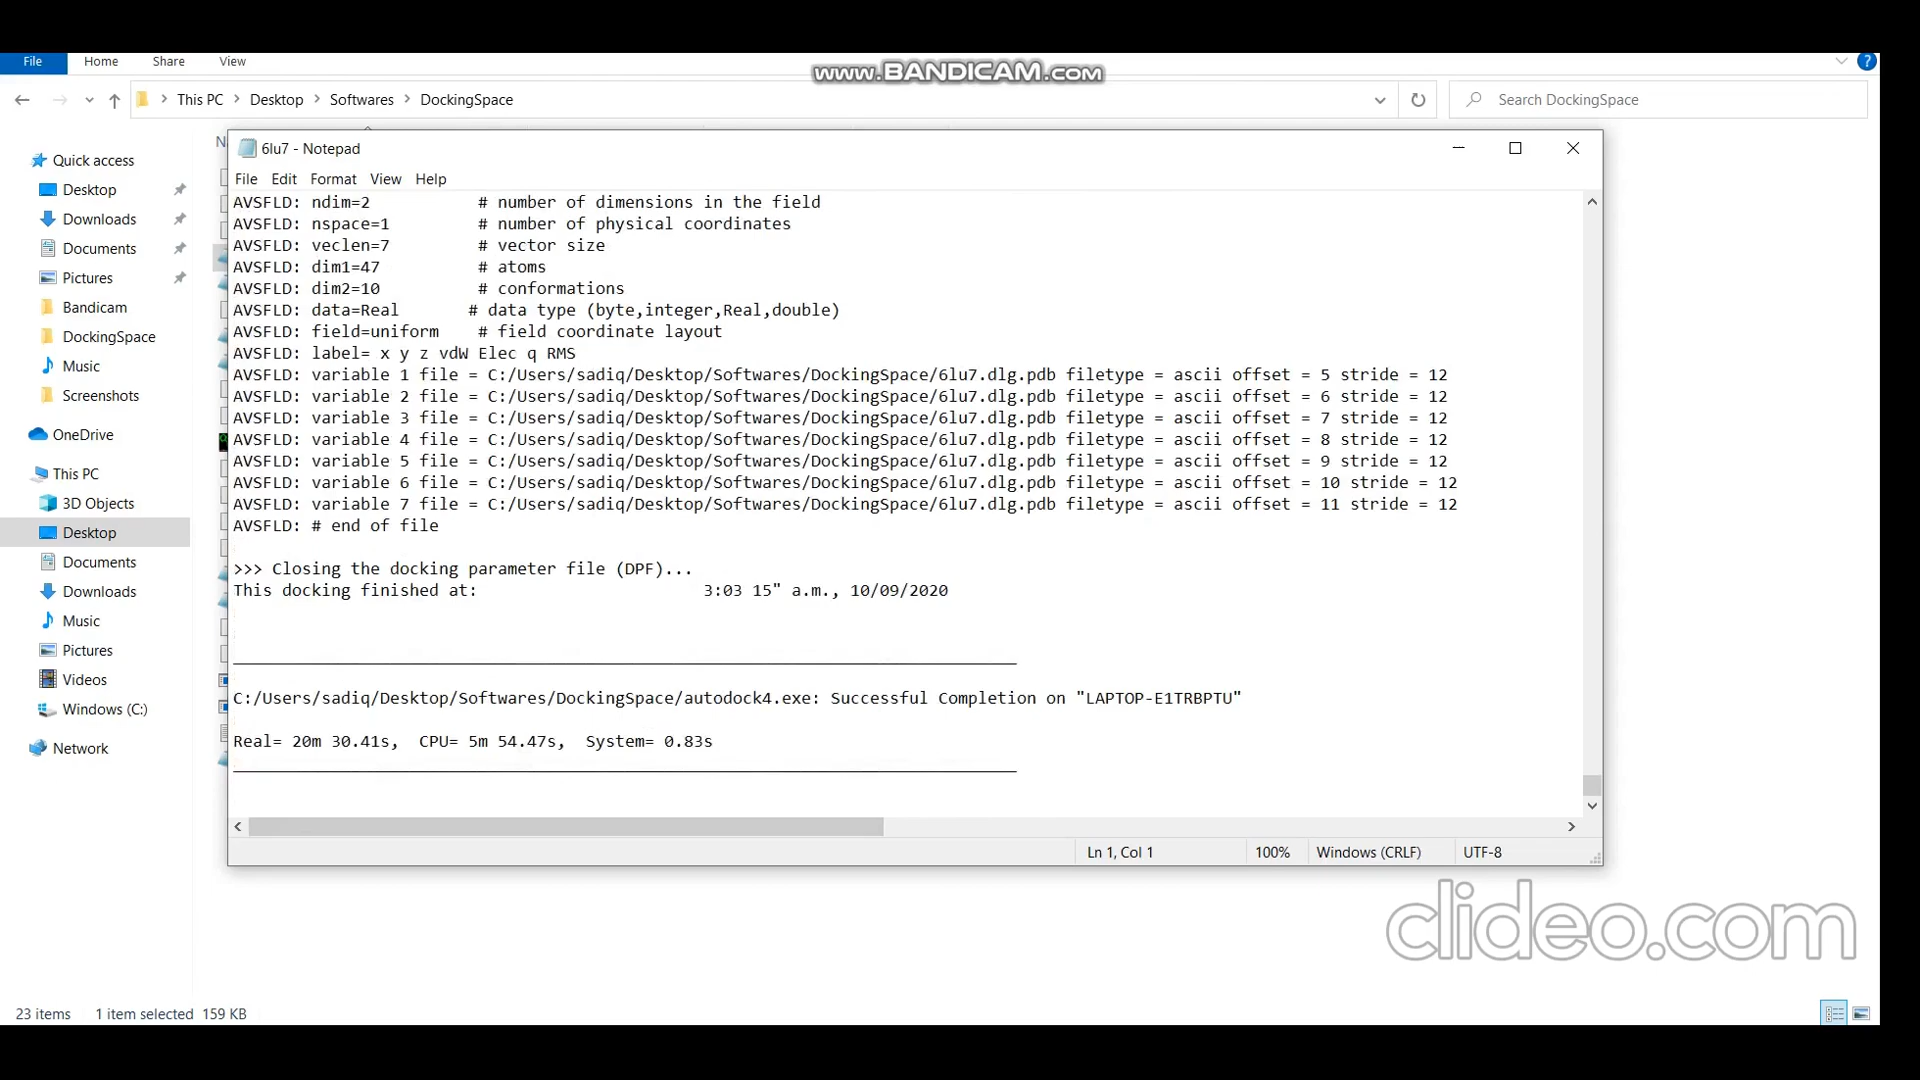 File Home Share View
www.BANDICAM.com
This PC Desktop Softwares DockingSpace
Search DockingSpace
Quick access
Desktop
Downloads
Documents
Pictures
Bandicam
DockingSpace
Music
Screenshots
OneDrive
This PC
3D Objects
Desktop
Documents
Downloads
Music
Pictures
Videos
Windows (C:)
Network
6lu7 - Notepad
File Edit Format View Help
AVSFLD: ndim=2 # number of dimensions in the field
AVSFLD: nspace=1 # number of physical coordinates
AVSFLD: veclen=7 # vector size
AVSFLD: dim1=47 # atoms
AVSFLD: dim2=10 # conformations
AVSFLD: data=Real # data type (byte,integer,Real,double)
AVSFLD: field=uniform # field coordinate layout
AVSFLD: label= x y z vdW Elec q RMS
AVSFLD: variable 1 file = C:/Users/sadiq/Desktop/Softwares/DockingSpace/6lu7.dlg.pdb filetype = ascii offset = 5 stride = 12
AVSFLD: variable 2 file = C:/Users/sadiq/Desktop/Softwares/DockingSpace/6lu7.dlg.pdb filetype = ascii offset = 6 stride = 12
AVSFLD: variable 3 file = C:/Users/sadiq/Desktop/Softwares/DockingSpace/6lu7.dlg.pdb filetype = ascii offset = 7 stride = 12
AVSFLD: variable 4 file = C:/Users/sadiq/Desktop/Softwares/DockingSpace/6lu7.dlg.pdb filetype = ascii offset = 8 stride = 12
AVSFLD: variable 5 file = C:/Users/sadiq/Desktop/Softwares/DockingSpace/6lu7.dlg.pdb filetype = ascii offset = 9 stride = 12
AVSFLD: variable 6 file = C:/Users/sadiq/Desktop/Softwares/DockingSpace/6lu7.dlg.pdb filetype = ascii offset = 10 stride = 12
AVSFLD: variable 7 file = C:/Users/sadiq/Desktop/Softwares/DockingSpace/6lu7.dlg.pdb filetype = ascii offset = 11 stride = 12
AVSFLD: # end of file
>>> Closing the docking parameter file (DPF)...
This docking finished at: 3:03 15" a.m., 10/09/2020
C:/Users/sadiq/Desktop/Softwares/DockingSpace/autodock4.exe: Successful Completion on "LAPTOP-E1TRBPTU"
Real= 20m 30.41s, CPU= 5m 54.47s, System= 0.83s
Ln 1, Col 1 100% Windows (CRLF) UTF-8
clideo.com
23 items 1 item selected 159 KB